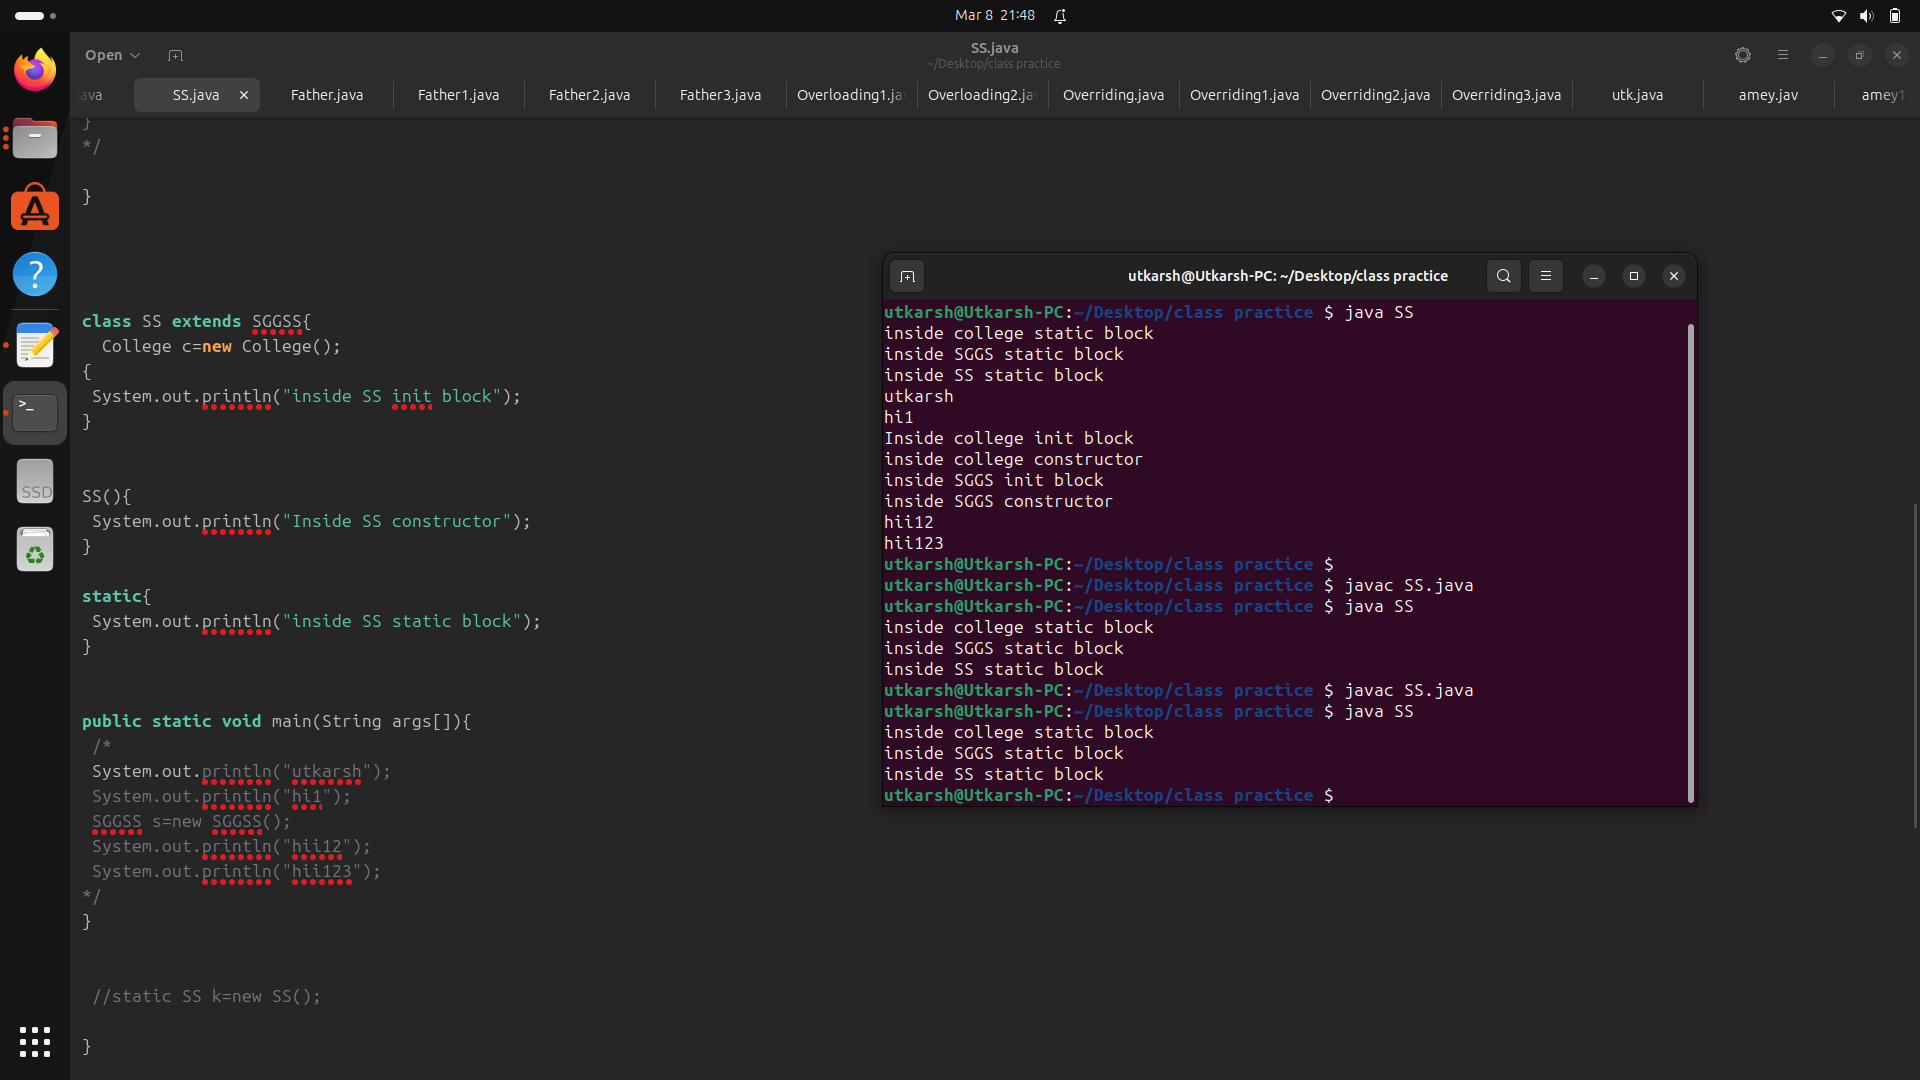 Mar 8 21:48
Open
SS.java
~/Desktop/class practice
ava
SS.java
Father.java
Father1.java
Father2.java
Father3.java
Overloading1.ja
Overloading2.ja
Overriding.java
Overriding1.java
Overriding2.java
Overriding3.java
utk.java
amey.jav
amey1.
}
*/
}
class SS extends SGGSS{
College c=new College();
{
System.out.println("inside SS init block");
}
SS(){
System.out.println("Inside SS constructor");
}
static{
System.out.println("inside SS static block");
}
public static void main(String args[]){
/*
System.out.println("utkarsh");
System.out.println("hi1");
SGGSS s=new SGGSS();
System.out.println("hii12");
System.out.println("hii123");
*/
}
//static SS k=new SS();
}
utkarsh@Utkarsh-PC: ~/Desktop/class practice
utkarsh@Utkarsh-PC:~/Desktop/class practice $ java SS
inside college static block
inside SGGS static block
inside SS static block
utkarsh
hi1
Inside college init block
inside college constructor
inside SGGS init block
inside SGGS constructor
hii12
hii123
utkarsh@Utkarsh-PC:~/Desktop/class practice $
utkarsh@Utkarsh-PC:~/Desktop/class practice $ javac SS.java
utkarsh@Utkarsh-PC:~/Desktop/class practice $ java SS
inside college static block
inside SGGS static block
inside SS static block
utkarsh@Utkarsh-PC:~/Desktop/class practice $ javac SS.java
utkarsh@Utkarsh-PC:~/Desktop/class practice $ java SS
inside college static block
inside SGGS static block
inside SS static block
utkarsh@Utkarsh-PC:~/Desktop/class practice $
?
>_
SSD